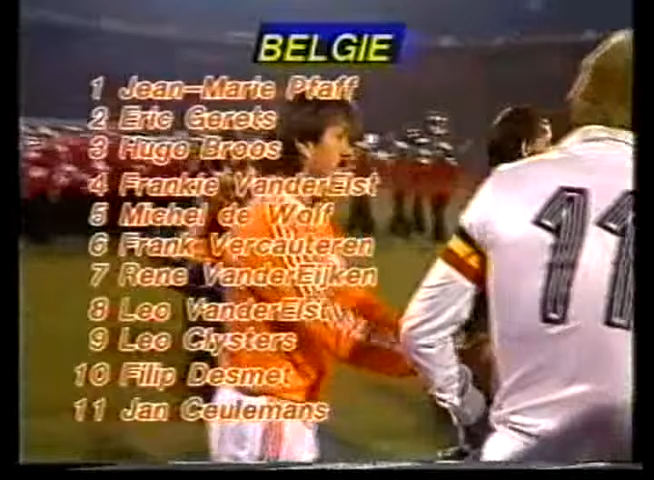 BELGIE
1 Jean-Marie Pfaff
2 Eric Gerets
3 Hugo Broos
4 Frankie VanderElst
5 Michel de Wolf
6 Frank Vercauteren
7 Rene VanderEijken
8 Leo VanderElst
9 Leo Clysters
10 Filip Desmet
11 Jan Ceulemans
11